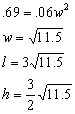 .69 = .06w²
w = √11.5
l = 3√11.5
h = 3/2 √11.5